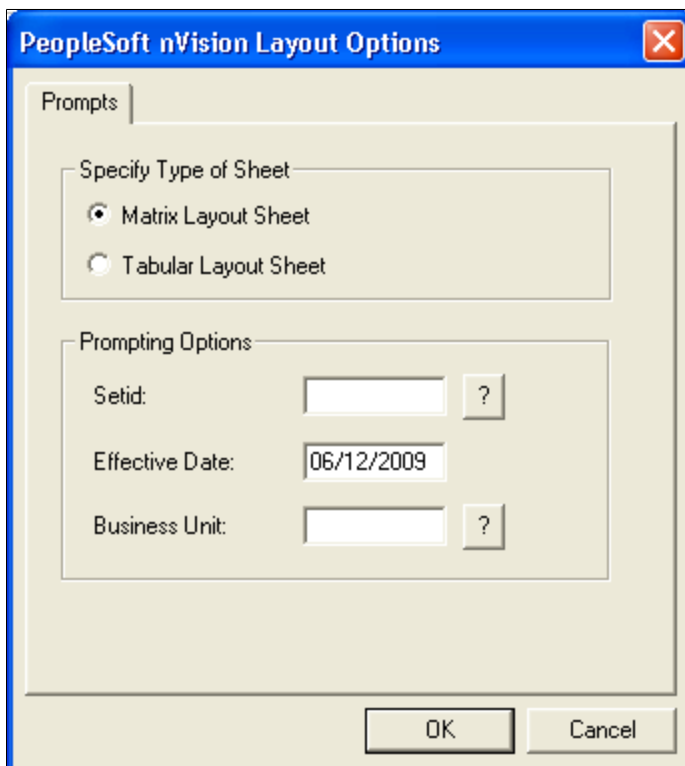 PeopleSoft nVision Layout Options
Prompts
Specify Type of Sheet
Matrix Layout Sheet
Tabular Layout Sheet
Prompting Options
Setid: ?
Effective Date: 06/12/2009
Business Unit: ?
OK Cancel